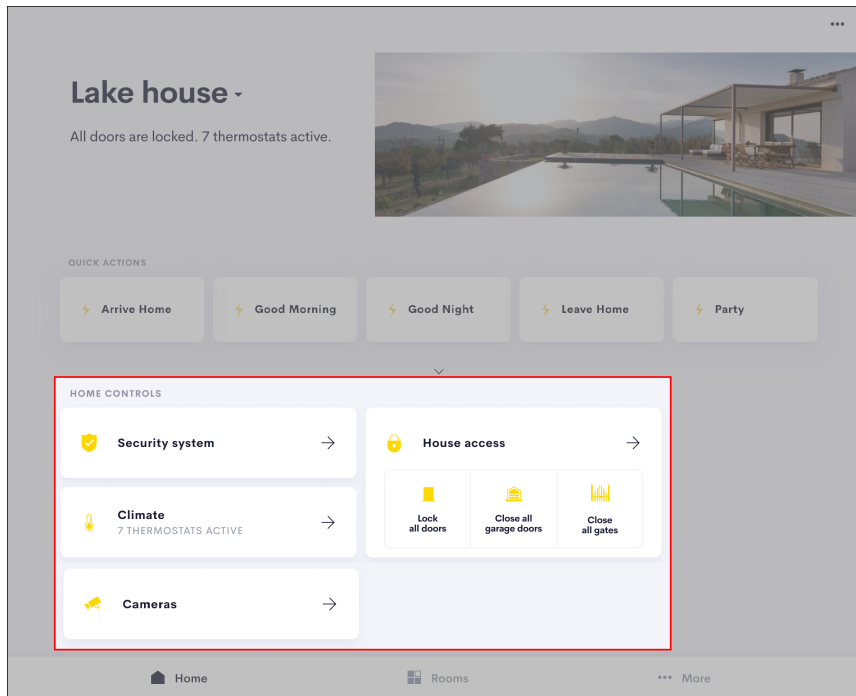 Lake house
All doors are locked. 7 thermostats active.
QUICK ACTIONS
Arrive Home
Good Morning
Good Night
Leave Home
Party
HOME CONTROLS
Security system
House access
Lock
all doors
Close all
garage doors
Close
all gates
Climate
7 THERMOSTATS ACTIVE
Cameras
Home
Rooms
More